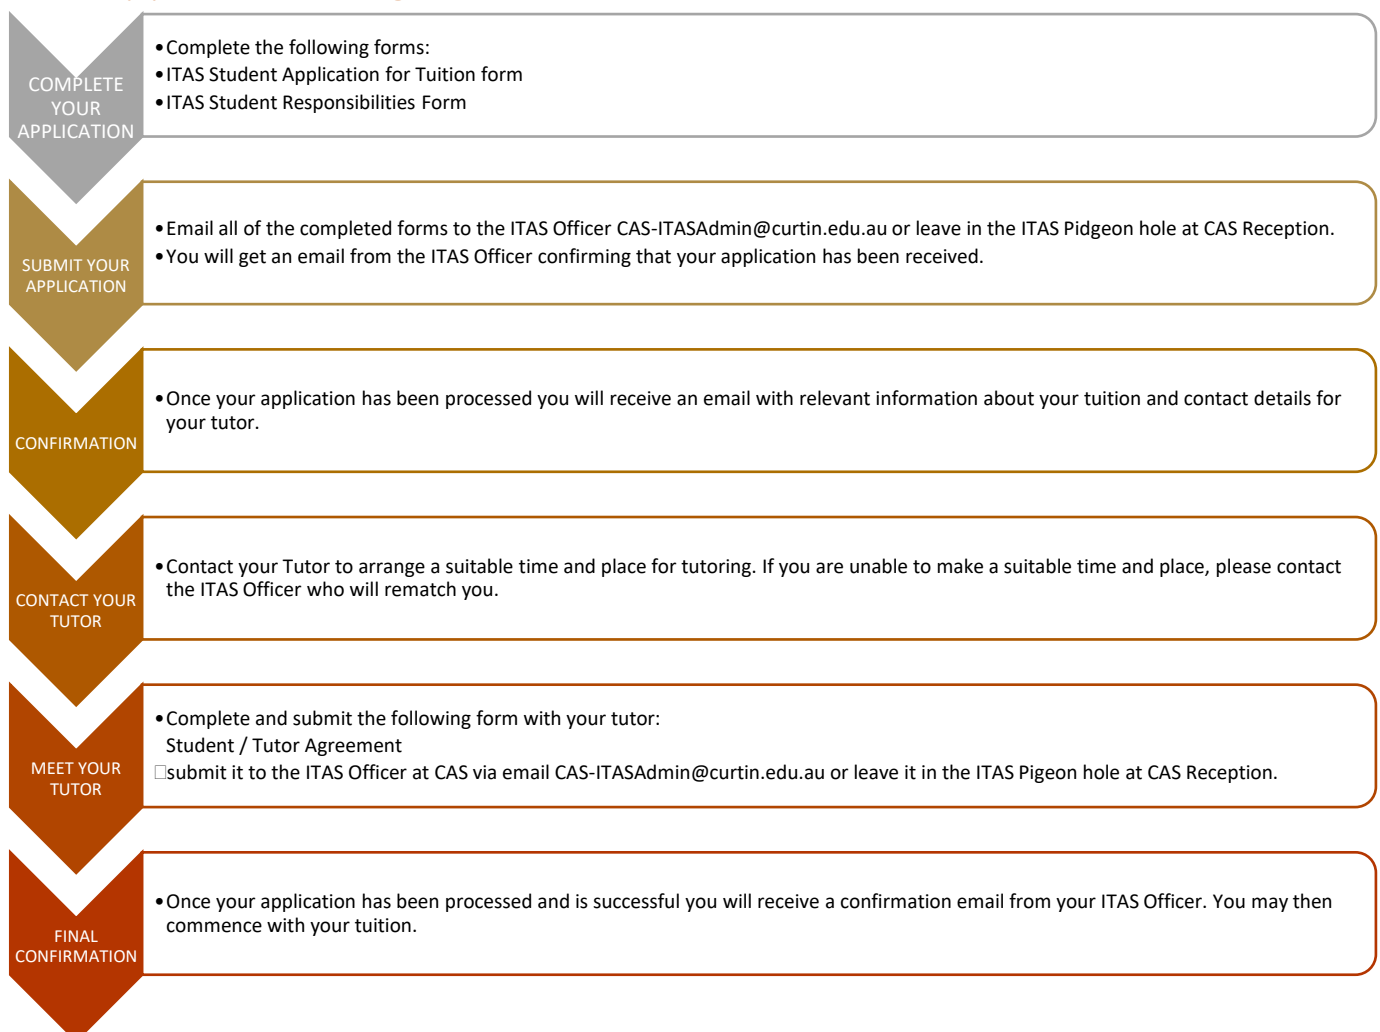 COMPLETE
YOUR
APPLICATION
•Complete the following forms:
•ITAS Student Application for Tuition form
•ITAS Student Responsibilities Form
SUBMIT YOUR
APPLICATION
•Email all of the completed forms to the ITAS Officer CAS-ITASAdmin@curtin.edu.au or leave in the ITAS Pidgeon hole at CAS Reception.
•You will get an email from the ITAS Officer confirming that your application has been received.
CONFIRMATION
•Once your application has been processed you will receive an email with relevant information about your tuition and contact details for
your tutor.
CONTACT YOUR
TUTOR
•Contact your Tutor to arrange a suitable time and place for tutoring. If you are unable to make a suitable time and place, please contact
the ITAS Officer who will rematch you.
MEET YOUR
TUTOR
•Complete and submit the following form with your tutor:
Student / Tutor Agreement
□submit it to the ITAS Officer at CAS via email CAS-ITASAdmin@curtin.edu.au or leave it in the ITAS Pigeon hole at CAS Reception.
FINAL
CONFIRMATION
•Once your application has been processed and is successful you will receive a confirmation email from your ITAS Officer. You may then
commence with your tuition.